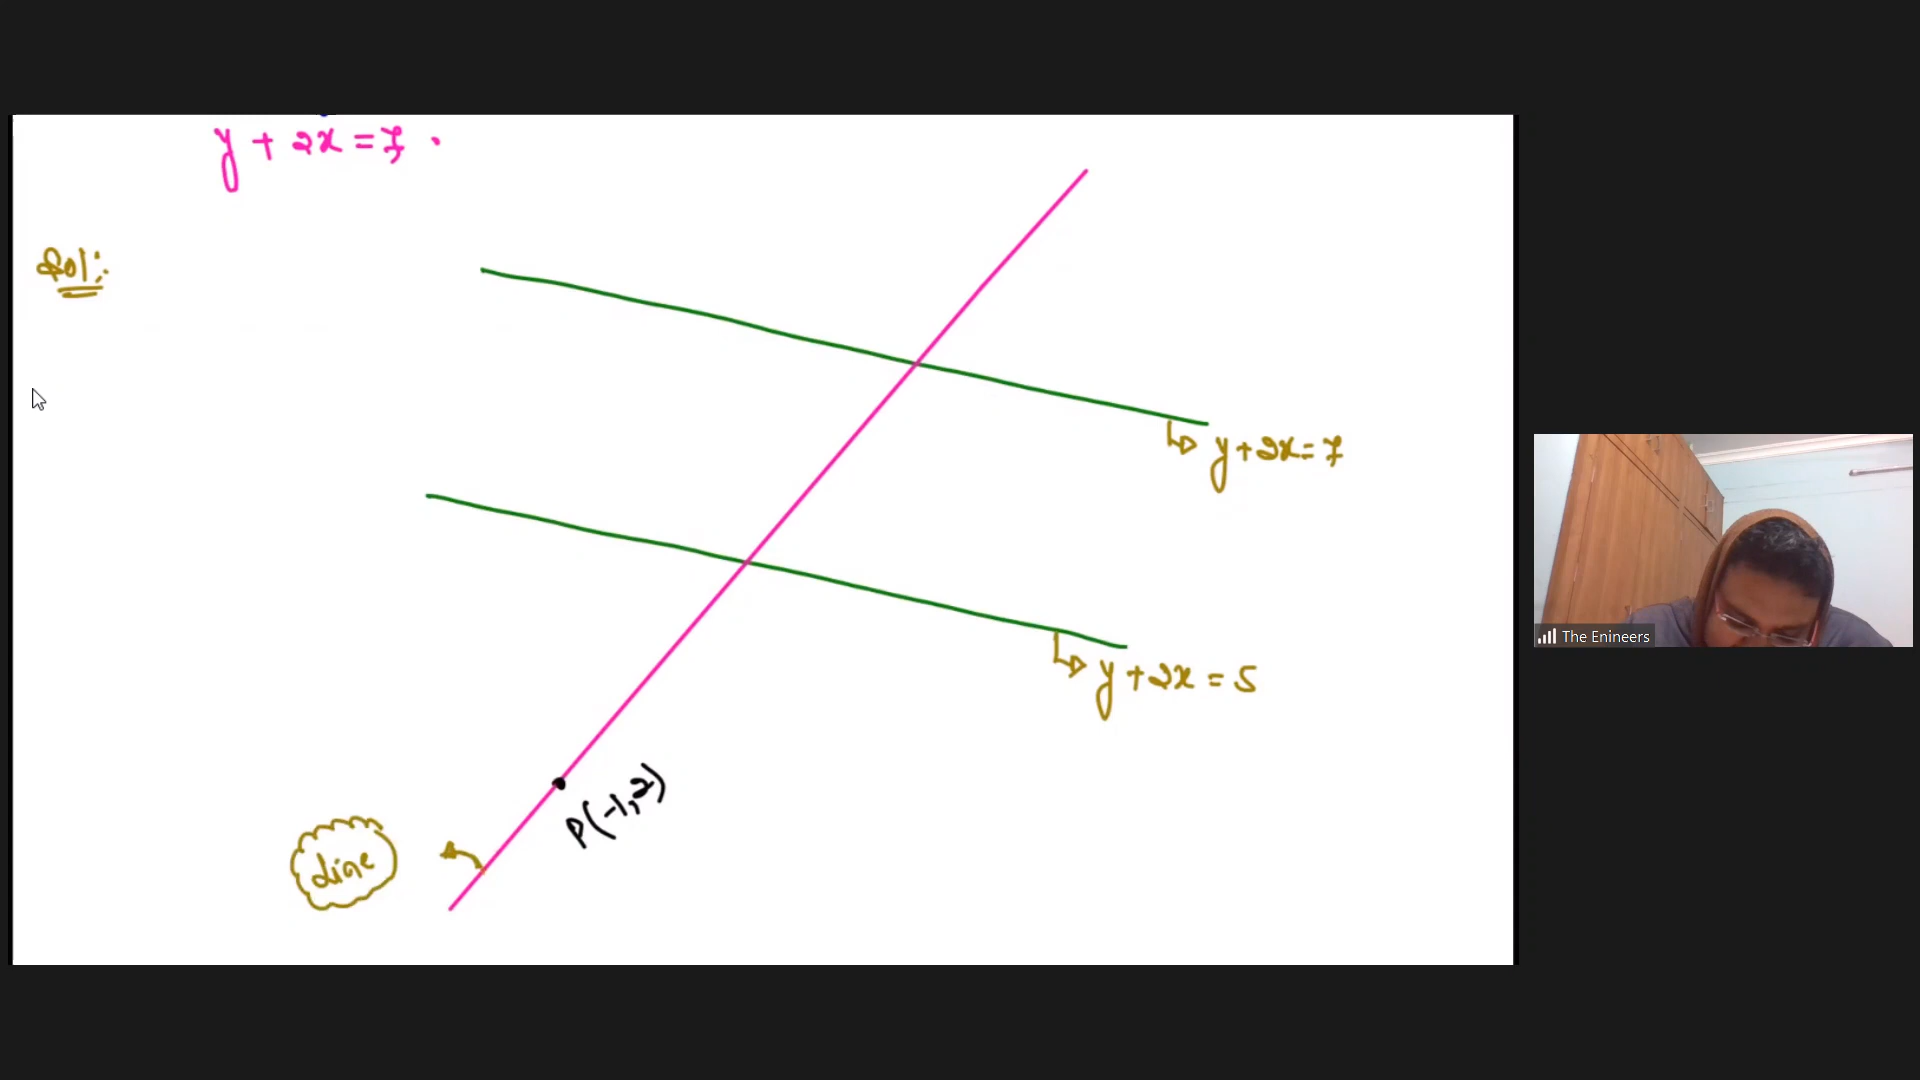 y + 2x = 7.
Sol:
y + 2x = 7
y + 2x = 5
P(-1, 2)
Line
The Enineers